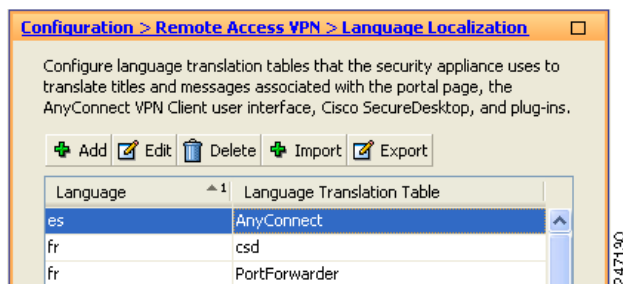 Configuration > Remote Access VPN > Language Localization
Configure language translation tables that the security appliance uses to
translate titles and messages associated with the portal page, the
AnyConnect VPN Client user interface, Cisco SecureDesktop, and plug-ins.
Add Edit Delete Import Export
Language 1 Language Translation Table
es AnyConnect
fr csd
fr PortForwarder
247130